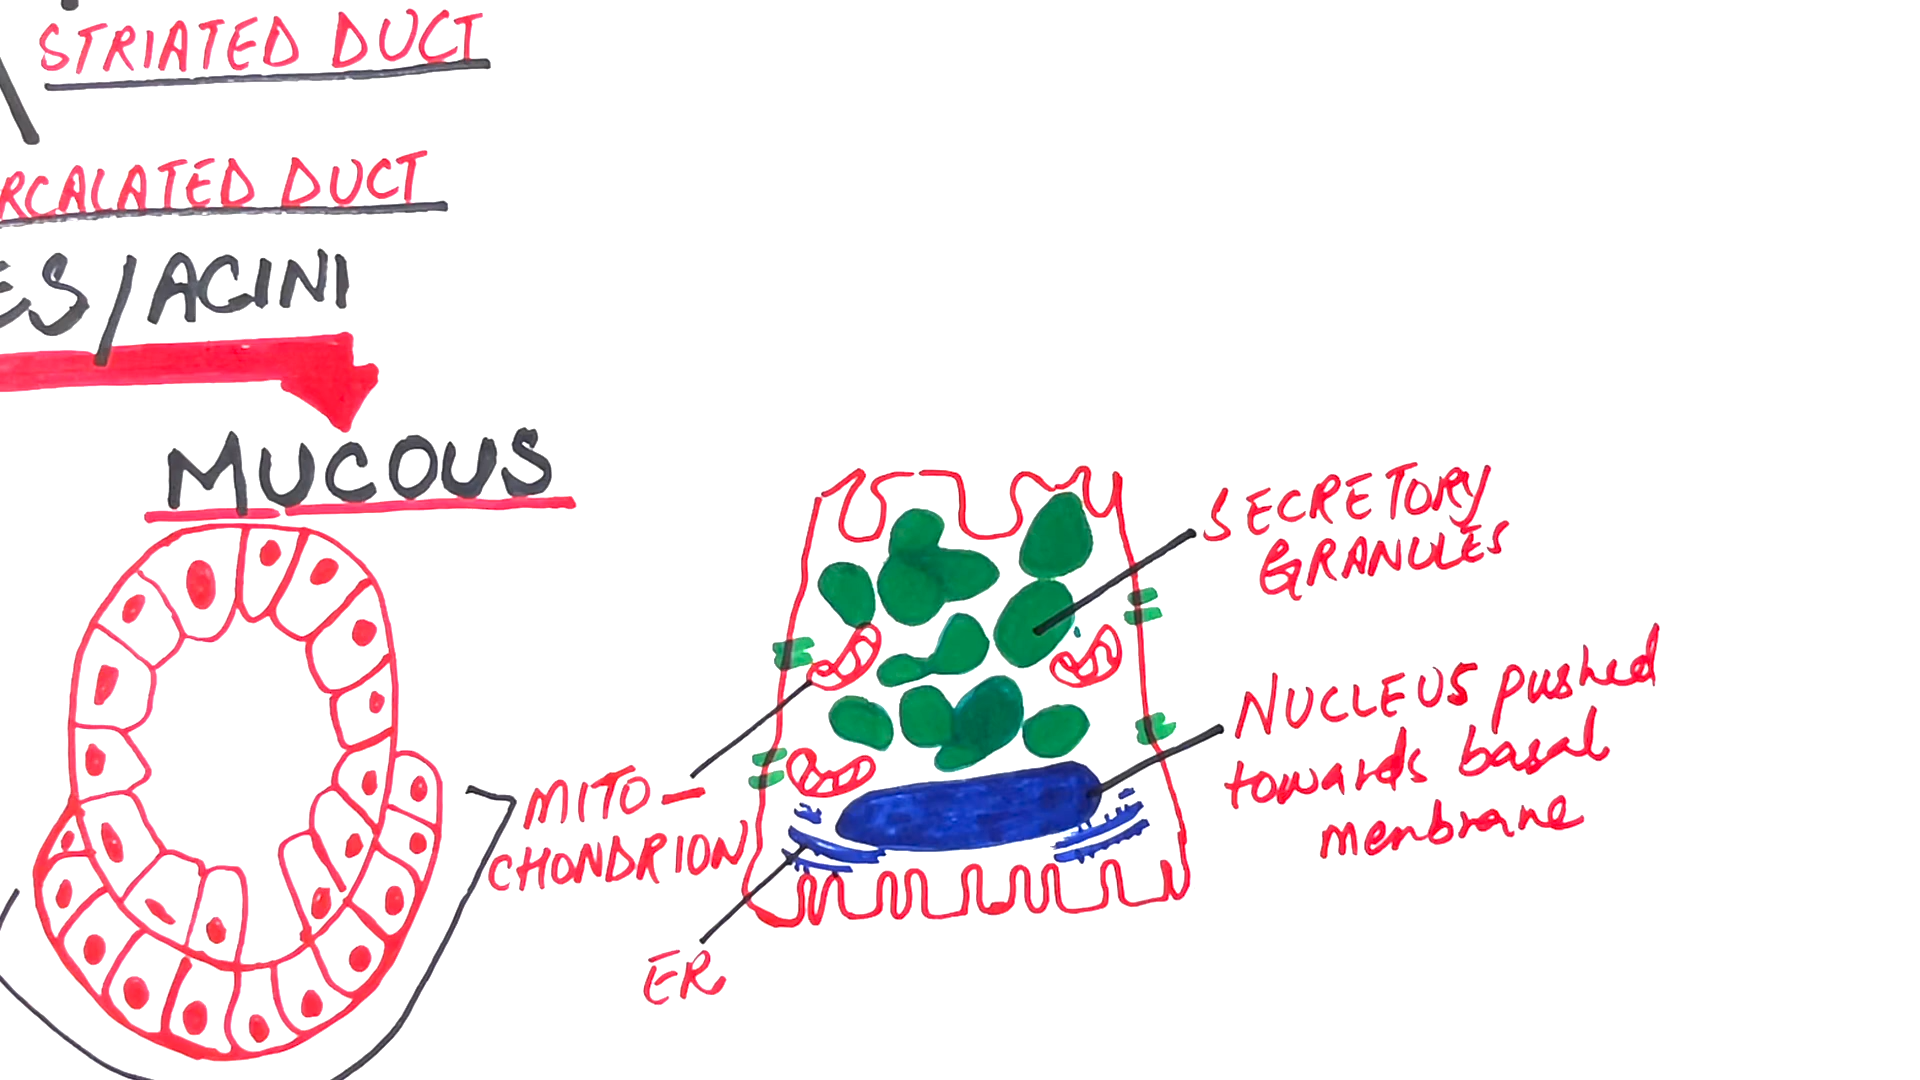 STRIATED DUCT
RCALATED DUCT
ES/ACINI
MUCOUS
SECRETORY
GRANULES
NUCLEUS pushed
towards basal
membrane
MITO-
CHONDRION
ER